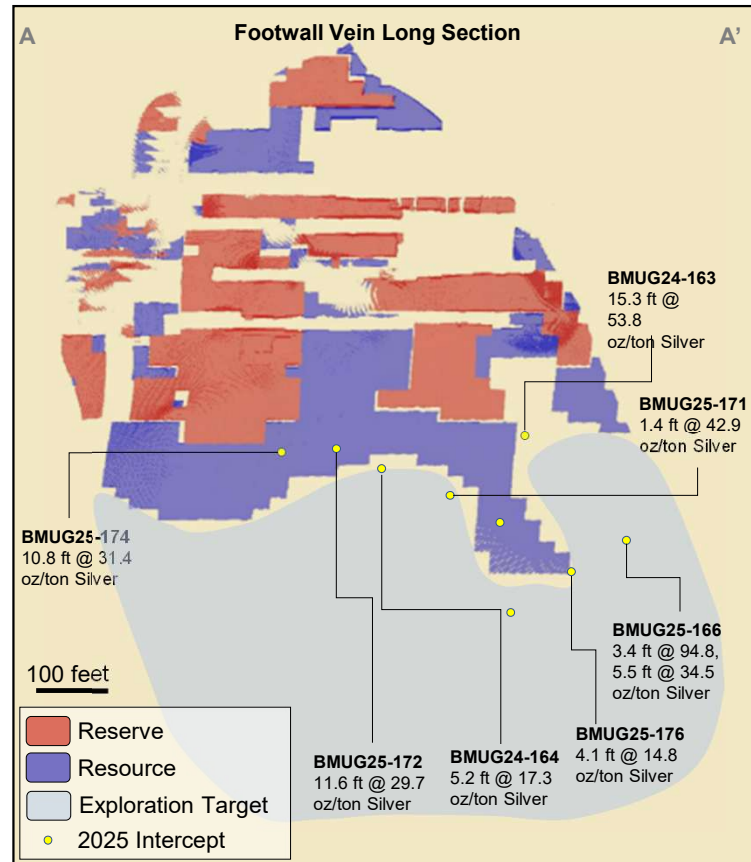 A
Footwall Vein Long Section
A'
BMUG24-163
15.3 ft @
53.8
oz/ton Silver
BMUG25-171
1.4 ft @ 42.9
oz/ton Silver
BMUG25-174
10.8 ft @ 31.4
oz/ton Silver
BMUG25-166
3.4 ft @ 94.8,
5.5 ft @ 34.5
oz/ton Silver
100 feet
BMUG25-176
4.1 ft @ 14.8
oz/ton Silver
BMUG25-172
11.6 ft @ 29.7
oz/ton Silver
BMUG24-164
5.2 ft @ 17.3
oz/ton Silver
Reserve
Resource
Exploration Target
2025 Intercept